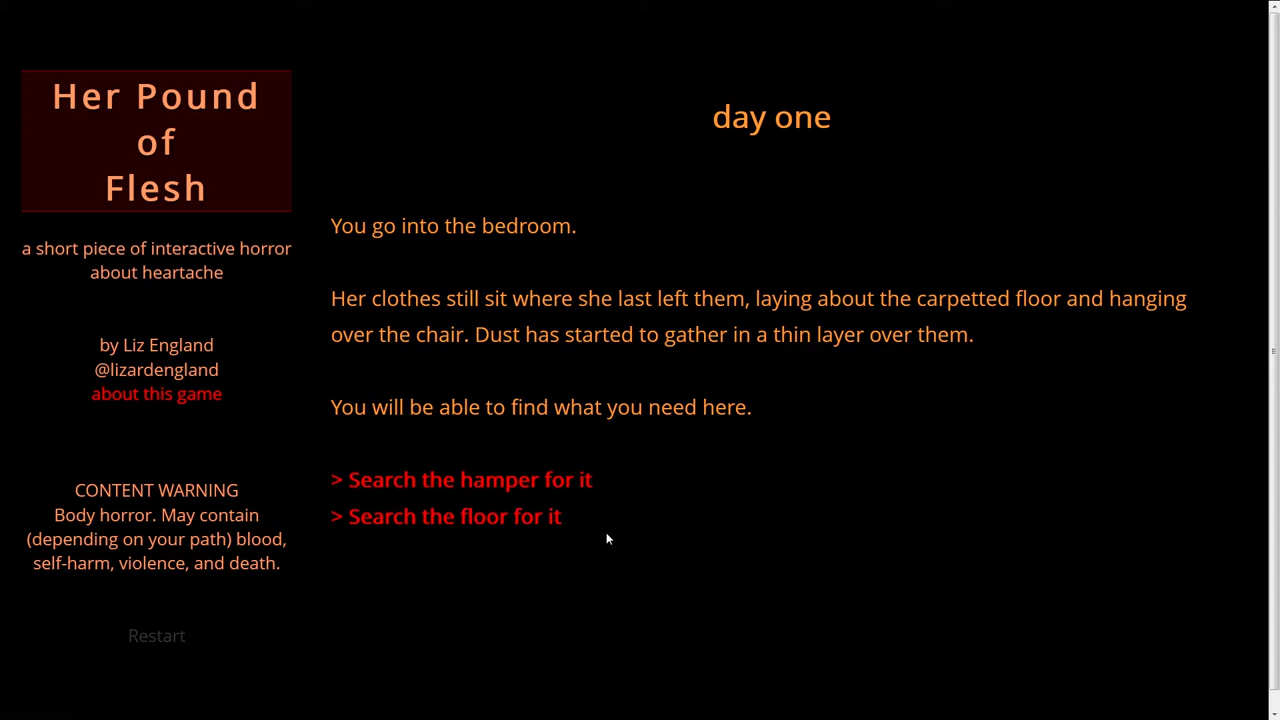 Her Pound
of
Flesh
a short piece of interactive horror
about heartache
by Liz England
@lizardengland
about this game
CONTENT WARNING
Body horror. May contain
(depending on your path) blood,
self-harm, violence, and death.
Restart
day one
You go into the bedroom.
Her clothes still sit where she last left them, laying about the carpetted floor and hanging
over the chair. Dust has started to gather in a thin layer over them.
You will be able to find what you need here.
> Search the hamper for it
> Search the floor for it